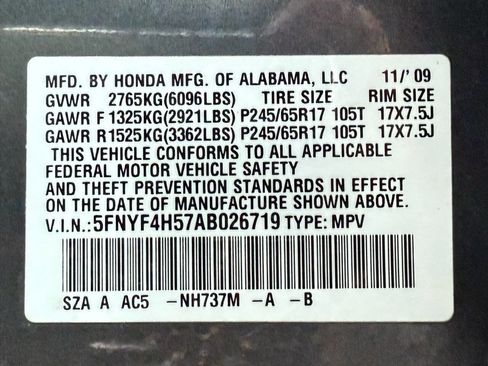 MFD. BY HONDA MFG. OF ALABAMA, LLC 11/'09
GVWR 2765KG(6096LBS) TIRE SIZE RIM SIZE
GAWR F 1325KG(2921LBS) P245/65R17 105T 17X7.5J
GAWR R 1525KG(3362LBS) P245/65R17 105T 17X7.5J
THIS VEHICLE CONFORMS TO ALL APPLICABLE
FEDERAL MOTOR VEHICLE SAFETY
AND THEFT PREVENTION STANDARDS IN EFFECT
ON THE DATE OF MANUFACTURE SHOWN ABOVE.
V.I.N.: 5FNYF4H57AB026719 TYPE: MPV
SZA A AC5 -NH737M -A -B